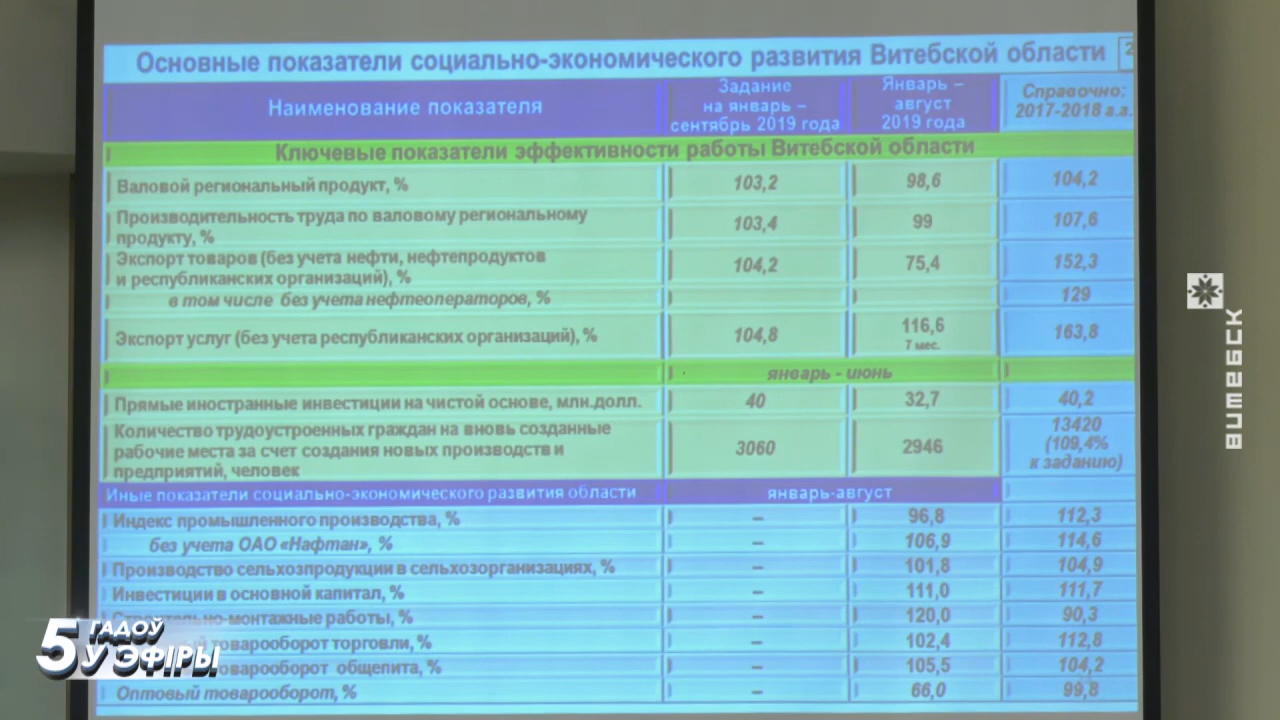 Основные показатели социально-экономического развития Витебской области
2
Наименование показателя
Задание
на январь –
сентябрь 2019 года
Январь –
август
2019 года
Справочно:
2017-2018 г.г.
Ключевые показатели эффективности работы Витебской области
Валовой региональный продукт, % 103,2 98,6 104,2
Производительность труда по валовому региональному
продукту, % 103,4 99 107,6
Экспорт товаров (без учета нефти, нефтепродуктов
и республиканских организаций), % 104,2 75,4 152,3
в том числе без учета нефтеоператоров, % 129
Экспорт услуг (без учета республиканских организаций), % 104,8 116,6 163,8
7 мес.
январь - июнь
Прямые иностранные инвестиции на чистой основе, млн.долл. 40 32,7 40,2
Количество трудоустроенных граждан на вновь созданные
рабочие места за счет создания новых производств и
предприятий, человек
3060 2946
13420
(109,4%
к заданию)
Иные показатели социально-экономического развития области январь-август
Индекс промышленного производства, % – 96,8 112,3
без учета ОАО «Нафтан», % – 106,9 114,6
Производство сельхозпродукции в сельхозорганизациях, % – 101,8 104,9
Инвестиции в основной капитал, % – 111,0 111,7
Строительно-монтажные работы, % – 120,0 90,3
товарооборот торговли, % – 102,4 112,8
товарооборот общепита, % – 105,5 104,2
Оптовый товарооборот, % – 66,0 99,8
5 ГАДОЎ
У ЭФІРЫ
ВИТЕБСК